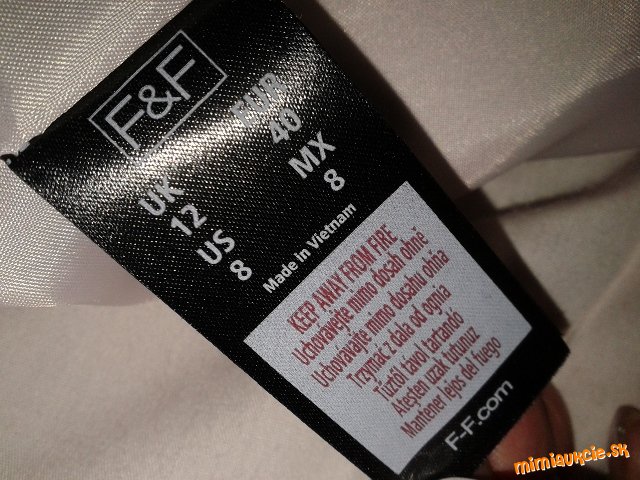 F&F
UK EUR
12 40
US MX
8 8
Made in Vietnam
KEEP AWAY FROM FIRE
Uchovávejte mimo dosah ohně
Uchovávajte mimo dosahu ohňa
Trzymać z dala od ognia
Tűztől távol tartandó
Ateşten uzak tutunuz
Mantener lejos del fuego
F-F.com
mimiaukcie.sk